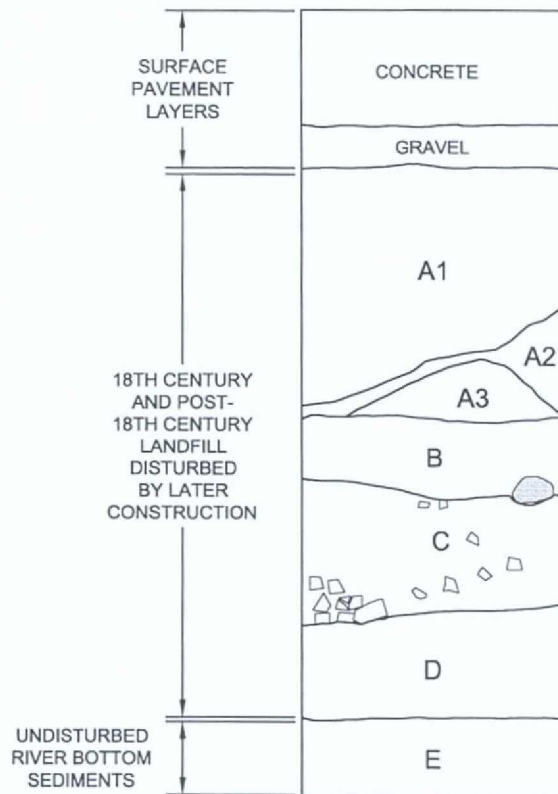 SURFACE
PAVEMENT
LAYERS
CONCRETE
GRAVEL
A1
A2
A3
18TH CENTURY
AND POST-
18TH CENTURY
LANDFILL
DISTURBED
BY LATER
CONSTRUCTION
B
C
D
UNDISTURBED
RIVER BOTTOM
SEDIMENTS
E